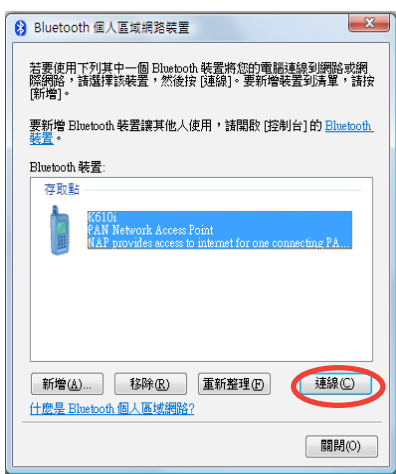 Bluetooth 個人區域網路裝置
若要使用下列其中一個 Bluetooth 裝置將您的電腦連線到網路或網
際網路，請選擇該裝置，然後按 [連線]。要新增裝置到清單，請按
[新增]。
要新增 Bluetooth 裝置讓其他人使用，請開啟 [控制台] 的 Bluetooth
裝置。
Bluetooth 裝置:
存取點
K610i
PAN Network Access Point
NAP provides access to internet for one connecting PA...
新增(A)... 移除(R) 重新整理(F) 連線(C)
什麼是 Bluetooth 個人區域網路?
關閉(O)